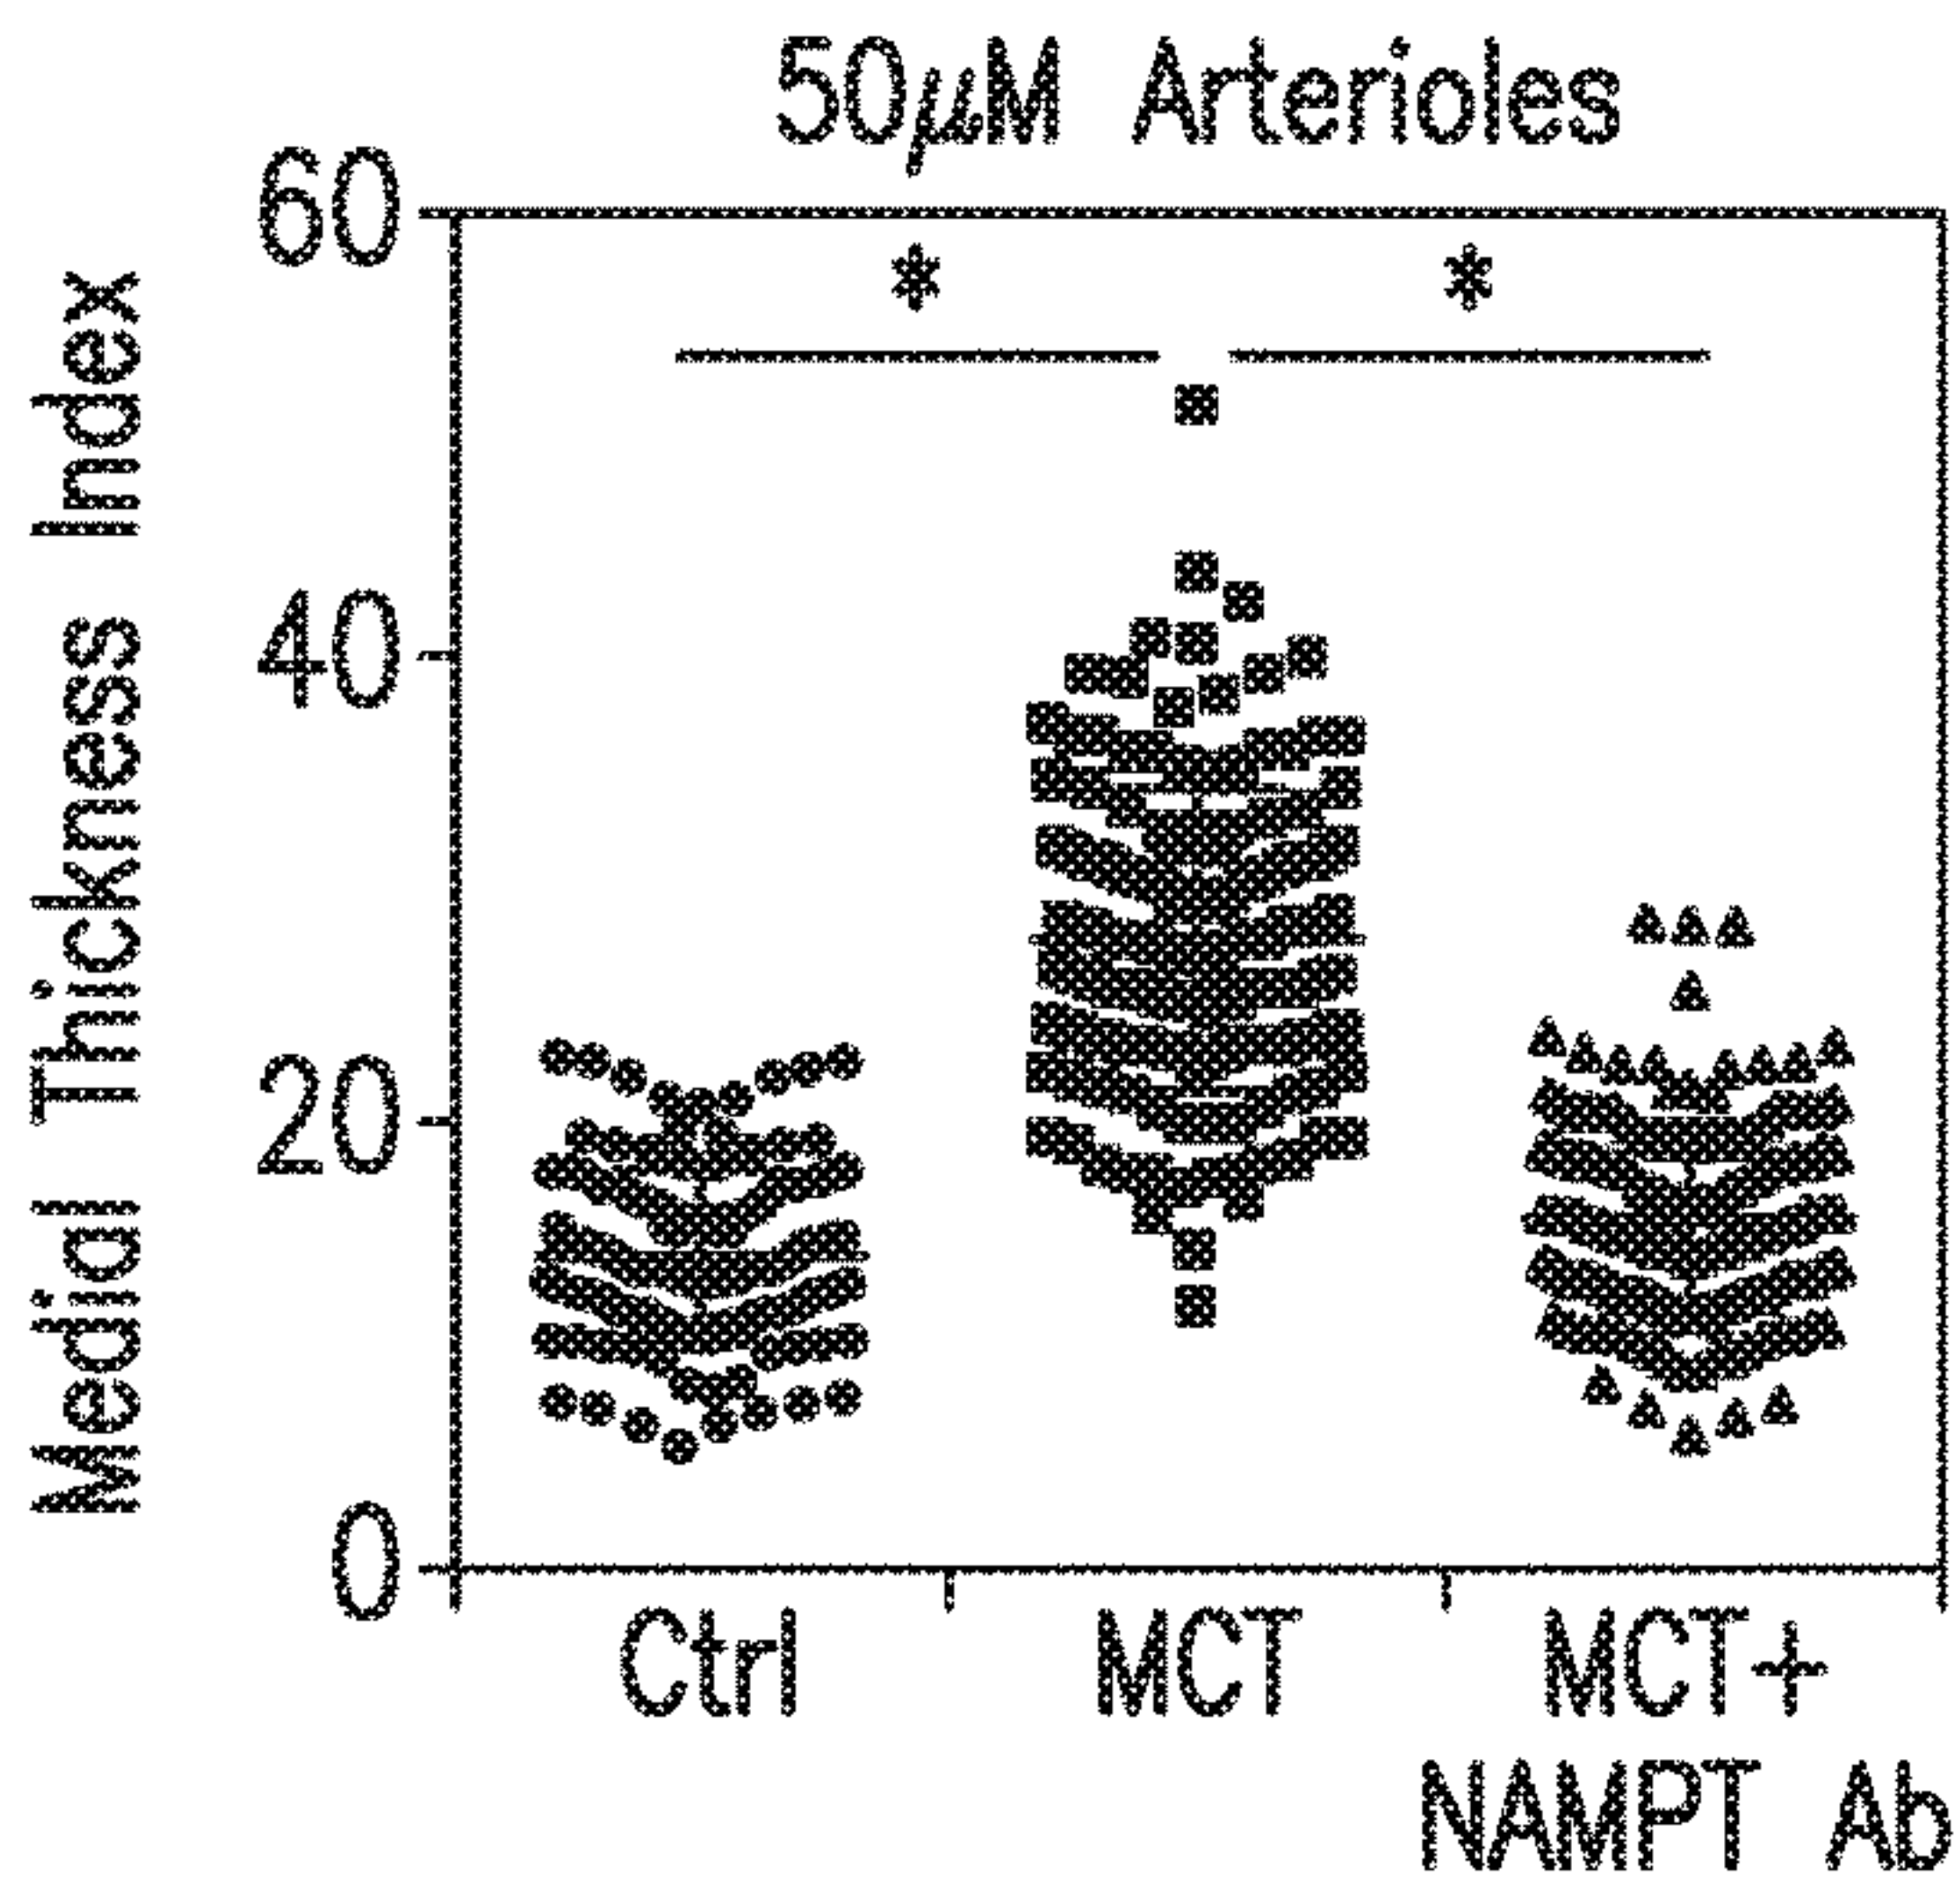 50µM Arterioles
60
40
20
0
Medial Thickness Index
*
*
Ctrl
MCT
MCT+
NAMPT Ab